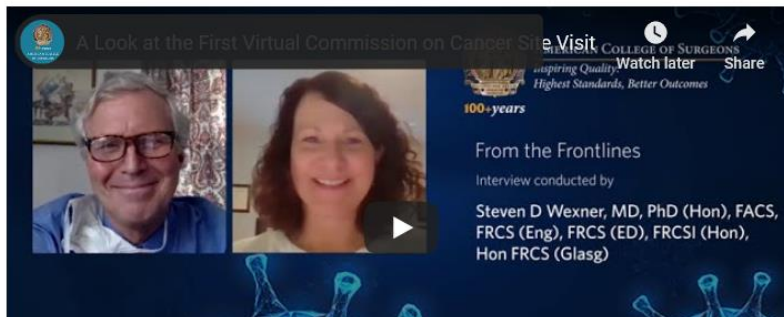 A Look at the First Virtual Commission on Cancer Site Visit
AMERICAN COLLEGE OF SURGEONS
Inspiring Quality:
Highest Standards, Better Outcomes
100+years
Watch later
Share
From the Frontlines
Interview conducted by
Steven D Wexner, MD, PhD (Hon), FACS,
FRCS (Eng), FRCS (ED), FRCSI (Hon),
Hon FRCS (Glasg)